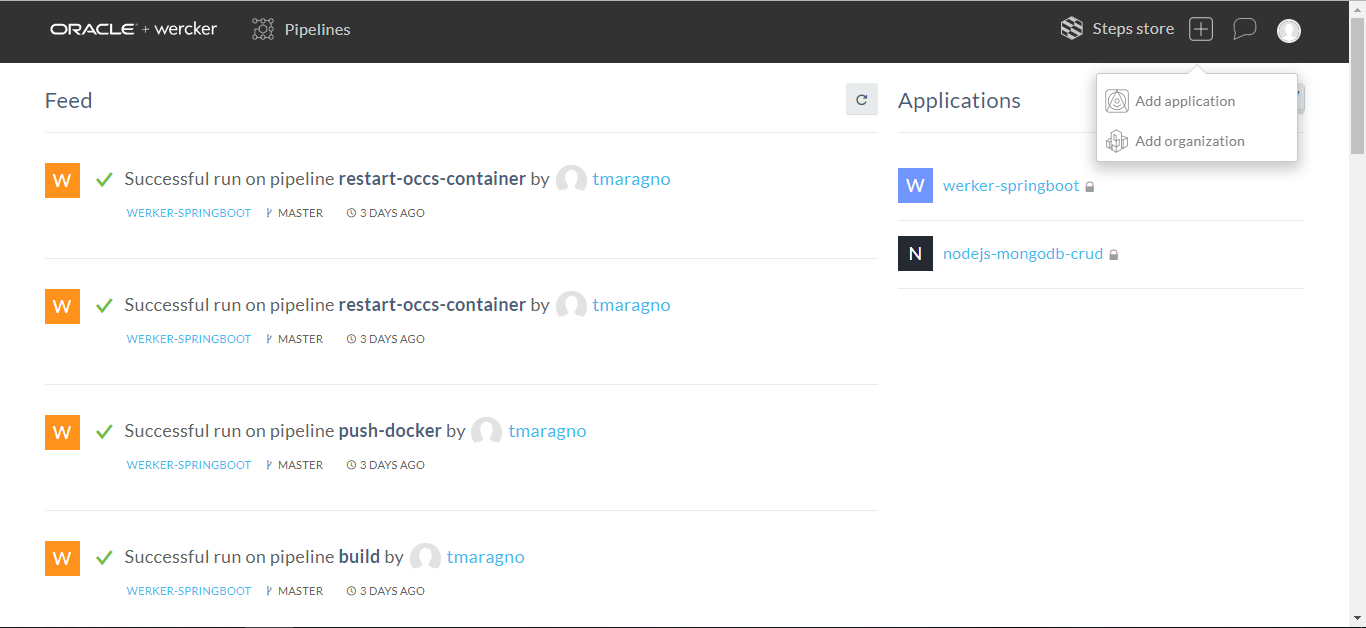 ORACLE + wercker
Pipelines
Steps store
Add application
Add organization
Feed
W Successful run on pipeline restart-occs-container by tmaragno
WERKER-SPRINGBOOT MASTER 3 DAYS AGO
W Successful run on pipeline restart-occs-container by tmaragno
WERKER-SPRINGBOOT MASTER 3 DAYS AGO
W Successful run on pipeline push-docker by tmaragno
WERKER-SPRINGBOOT MASTER 3 DAYS AGO
W Successful run on pipeline build by tmaragno
WERKER-SPRINGBOOT MASTER 3 DAYS AGO
Applications
W werker-springboot
N nodejs-mongodb-crud